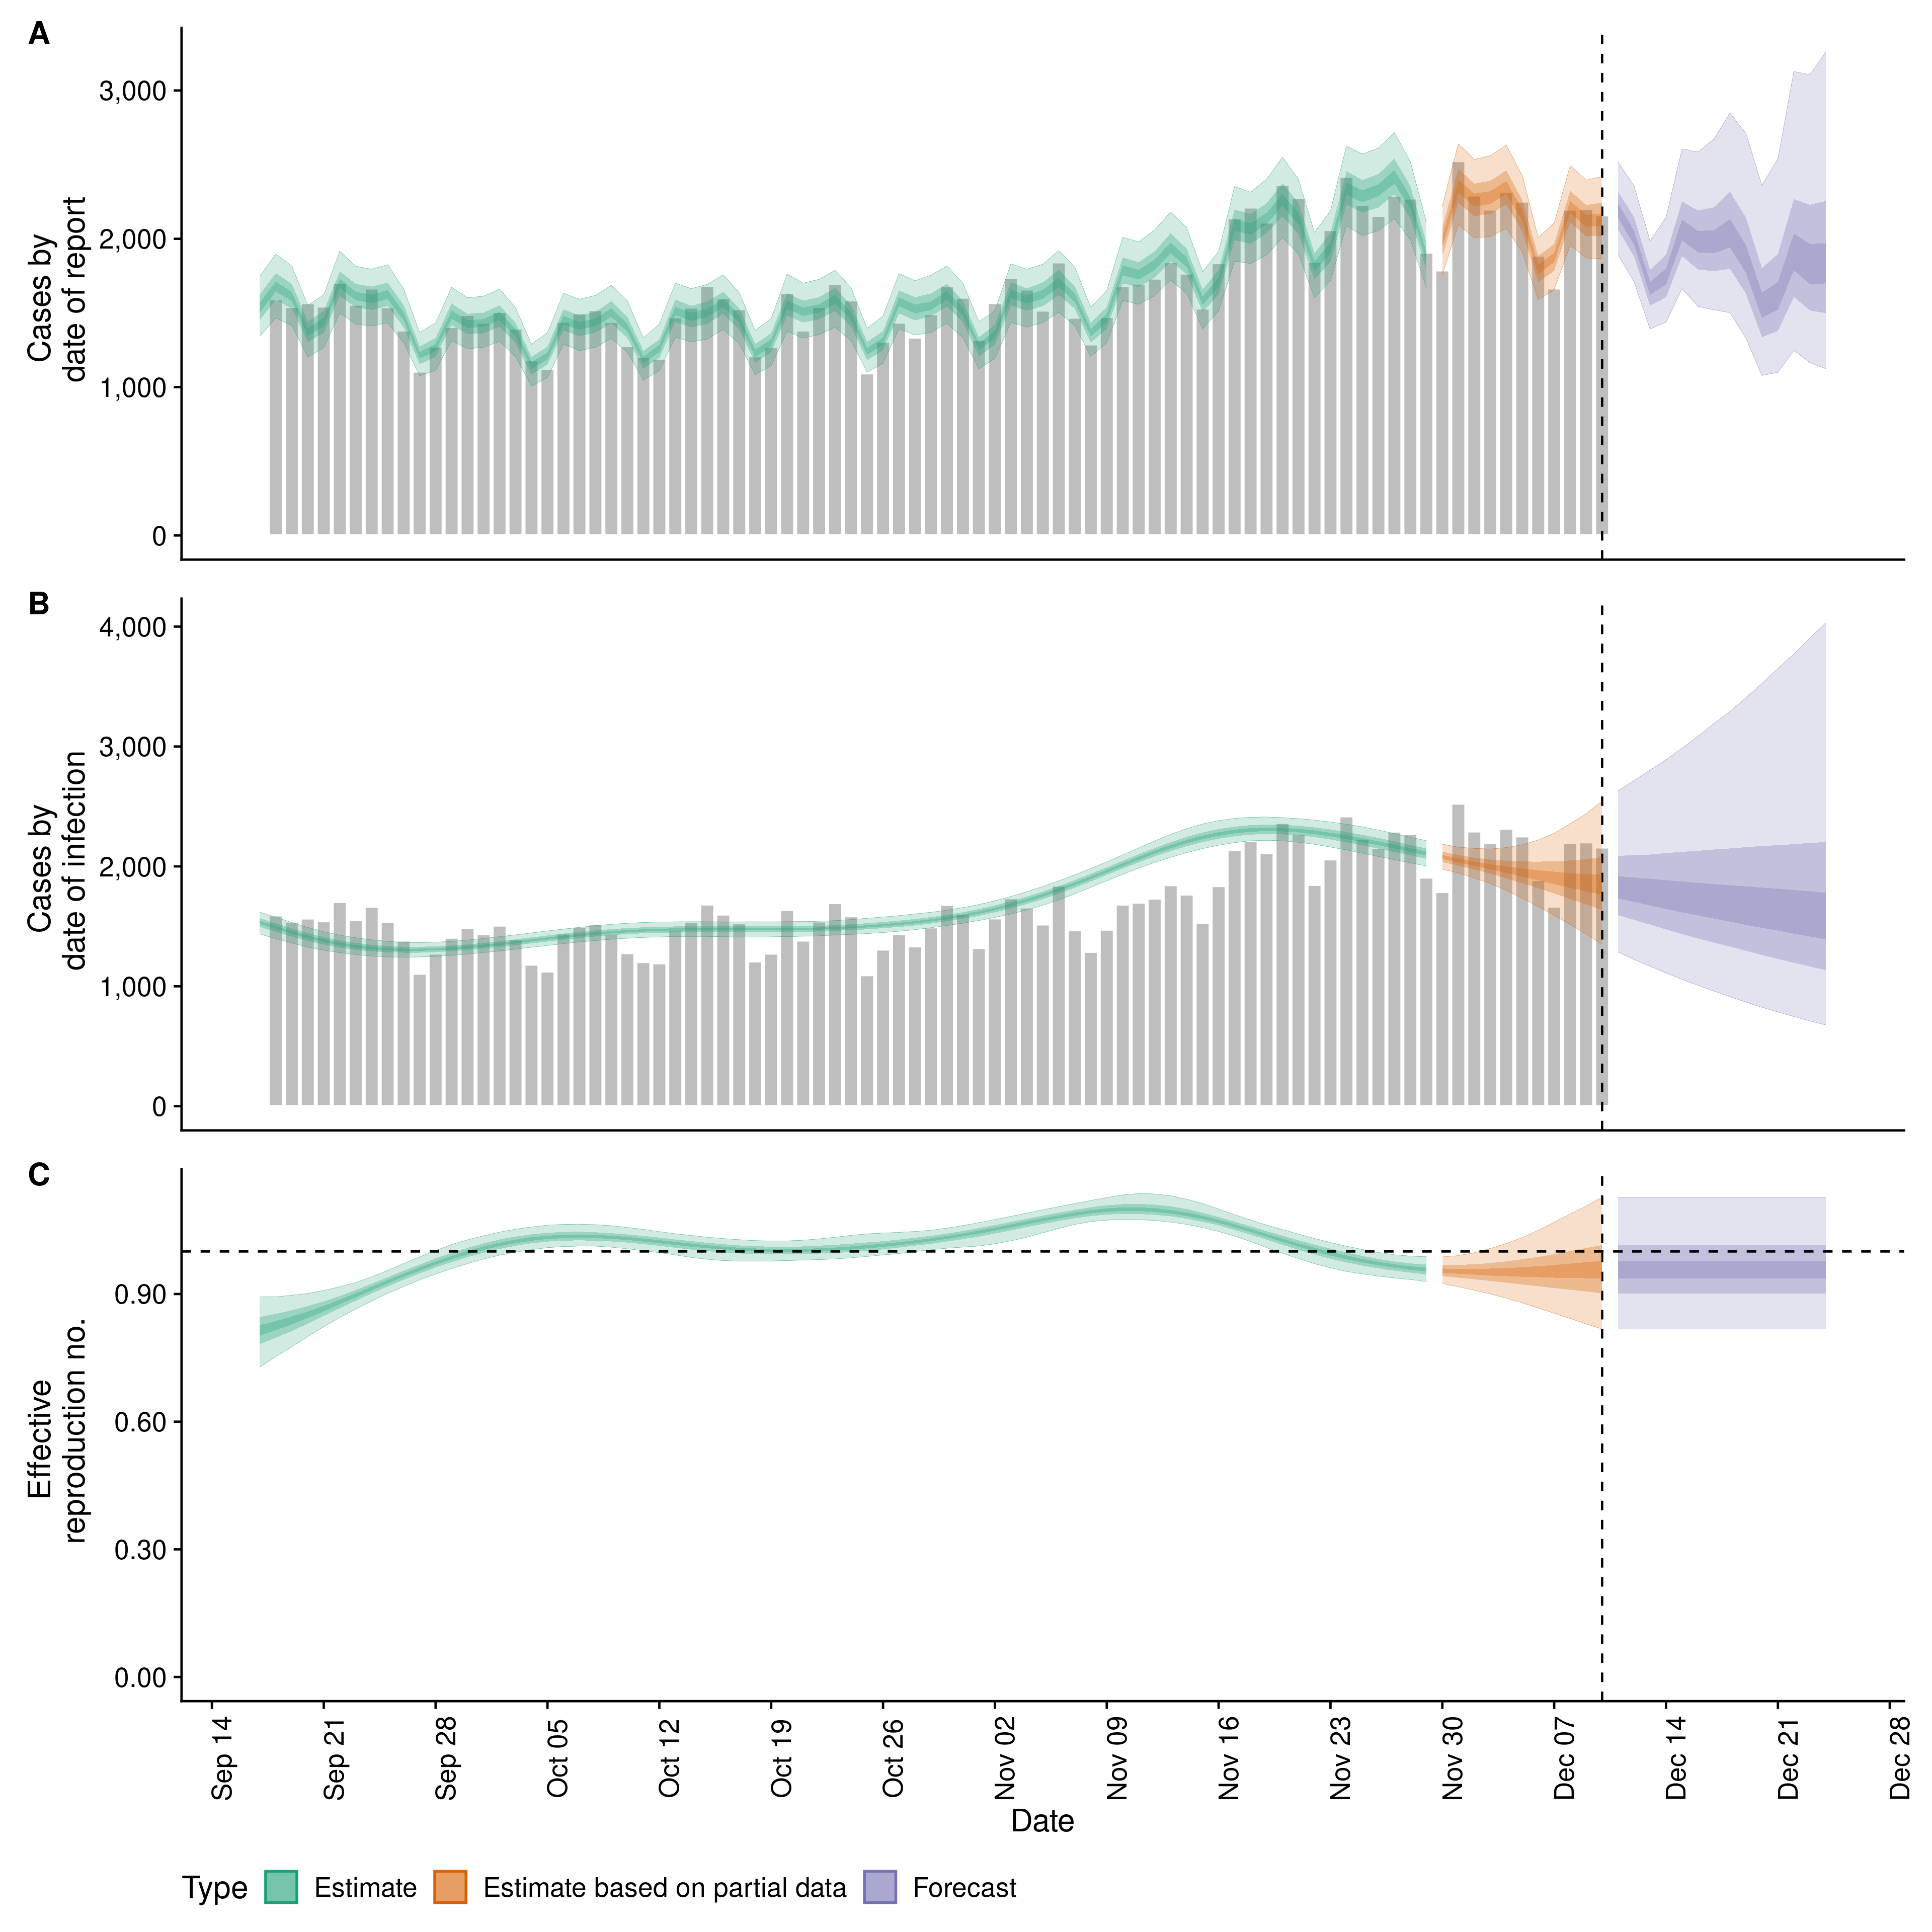 A
Cases by
date of report
3,000
2,000
1,000
0
B
Cases by
date of infection
4,000
3,000
2,000
1,000
0
C
Effective
reproduction no.
0.90
0.60
0.30
0.00
Sep 14
Sep 21
Sep 28
Oct 05
Oct 12
Oct 19
Oct 26
Nov 02
Nov 09
Nov 16
Nov 23
Nov 30
Dec 07
Dec 14
Dec 21
Dec 28
Date
Type Estimate Estimate based on partial data Forecast